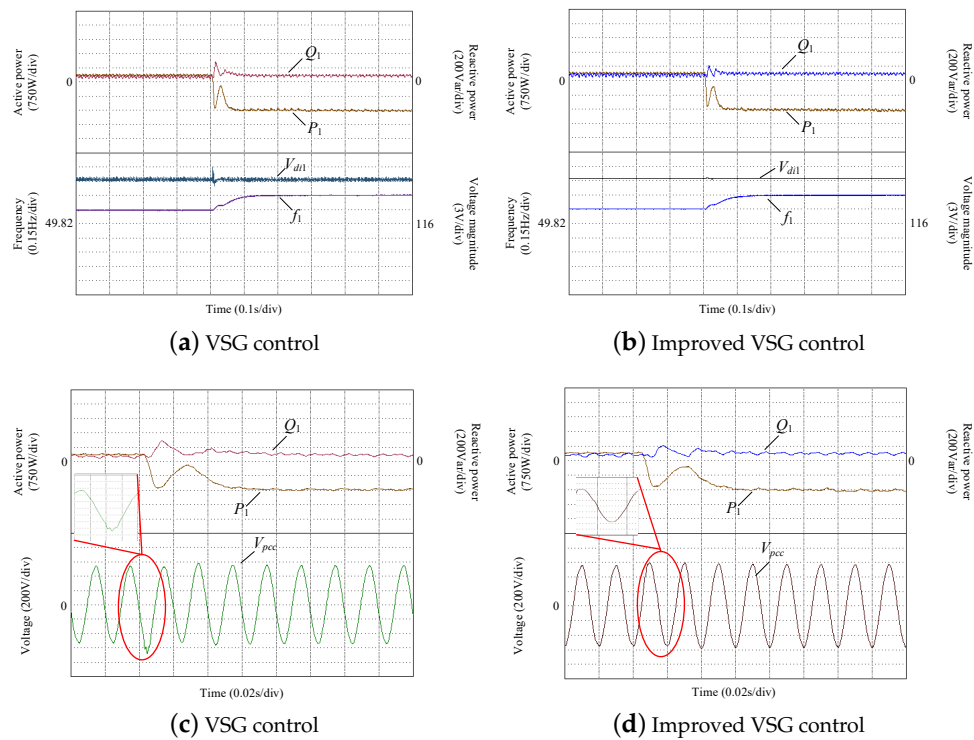 Active power
(750W/div)
0
Q1
P1
0
Reactive power
(200Var/div)
Frequency
(0.15Hz/div)
49.82
Vdi1
f1
116
Voltage magnitude
(3V/div)
Time (0.1s/div)
(a) VSG control
Active power
(750W/div)
0
Q1
P1
0
Reactive power
(200Var/div)
Frequency
(0.15Hz/div)
49.82
Vdi1
f1
116
Voltage magnitude
(3V/div)
Time (0.1s/div)
(b) Improved VSG control
Active power
(750W/div)
0
Q1
P1
0
Reactive power
(200Var/div)
Voltage (200V/div)
0
Vpcc
Time (0.02s/div)
(c) VSG control
Active power
(750W/div)
0
Q1
P1
0
Reactive power
(200Var/div)
Voltage (200V/div)
0
Vpcc
Time (0.02s/div)
(d) Improved VSG control